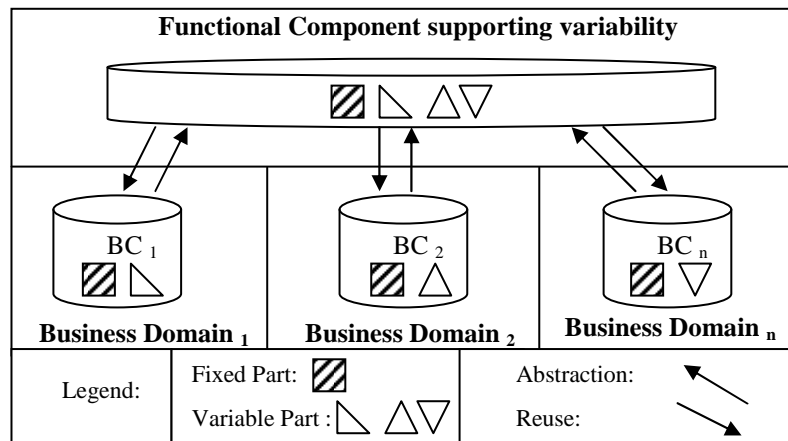 Functional Component supporting variability
BC 1
BC 2
BC n
Business Domain 1
Business Domain 2
Business Domain n
Legend:
Fixed Part:
Variable Part :
Abstraction:
Reuse: